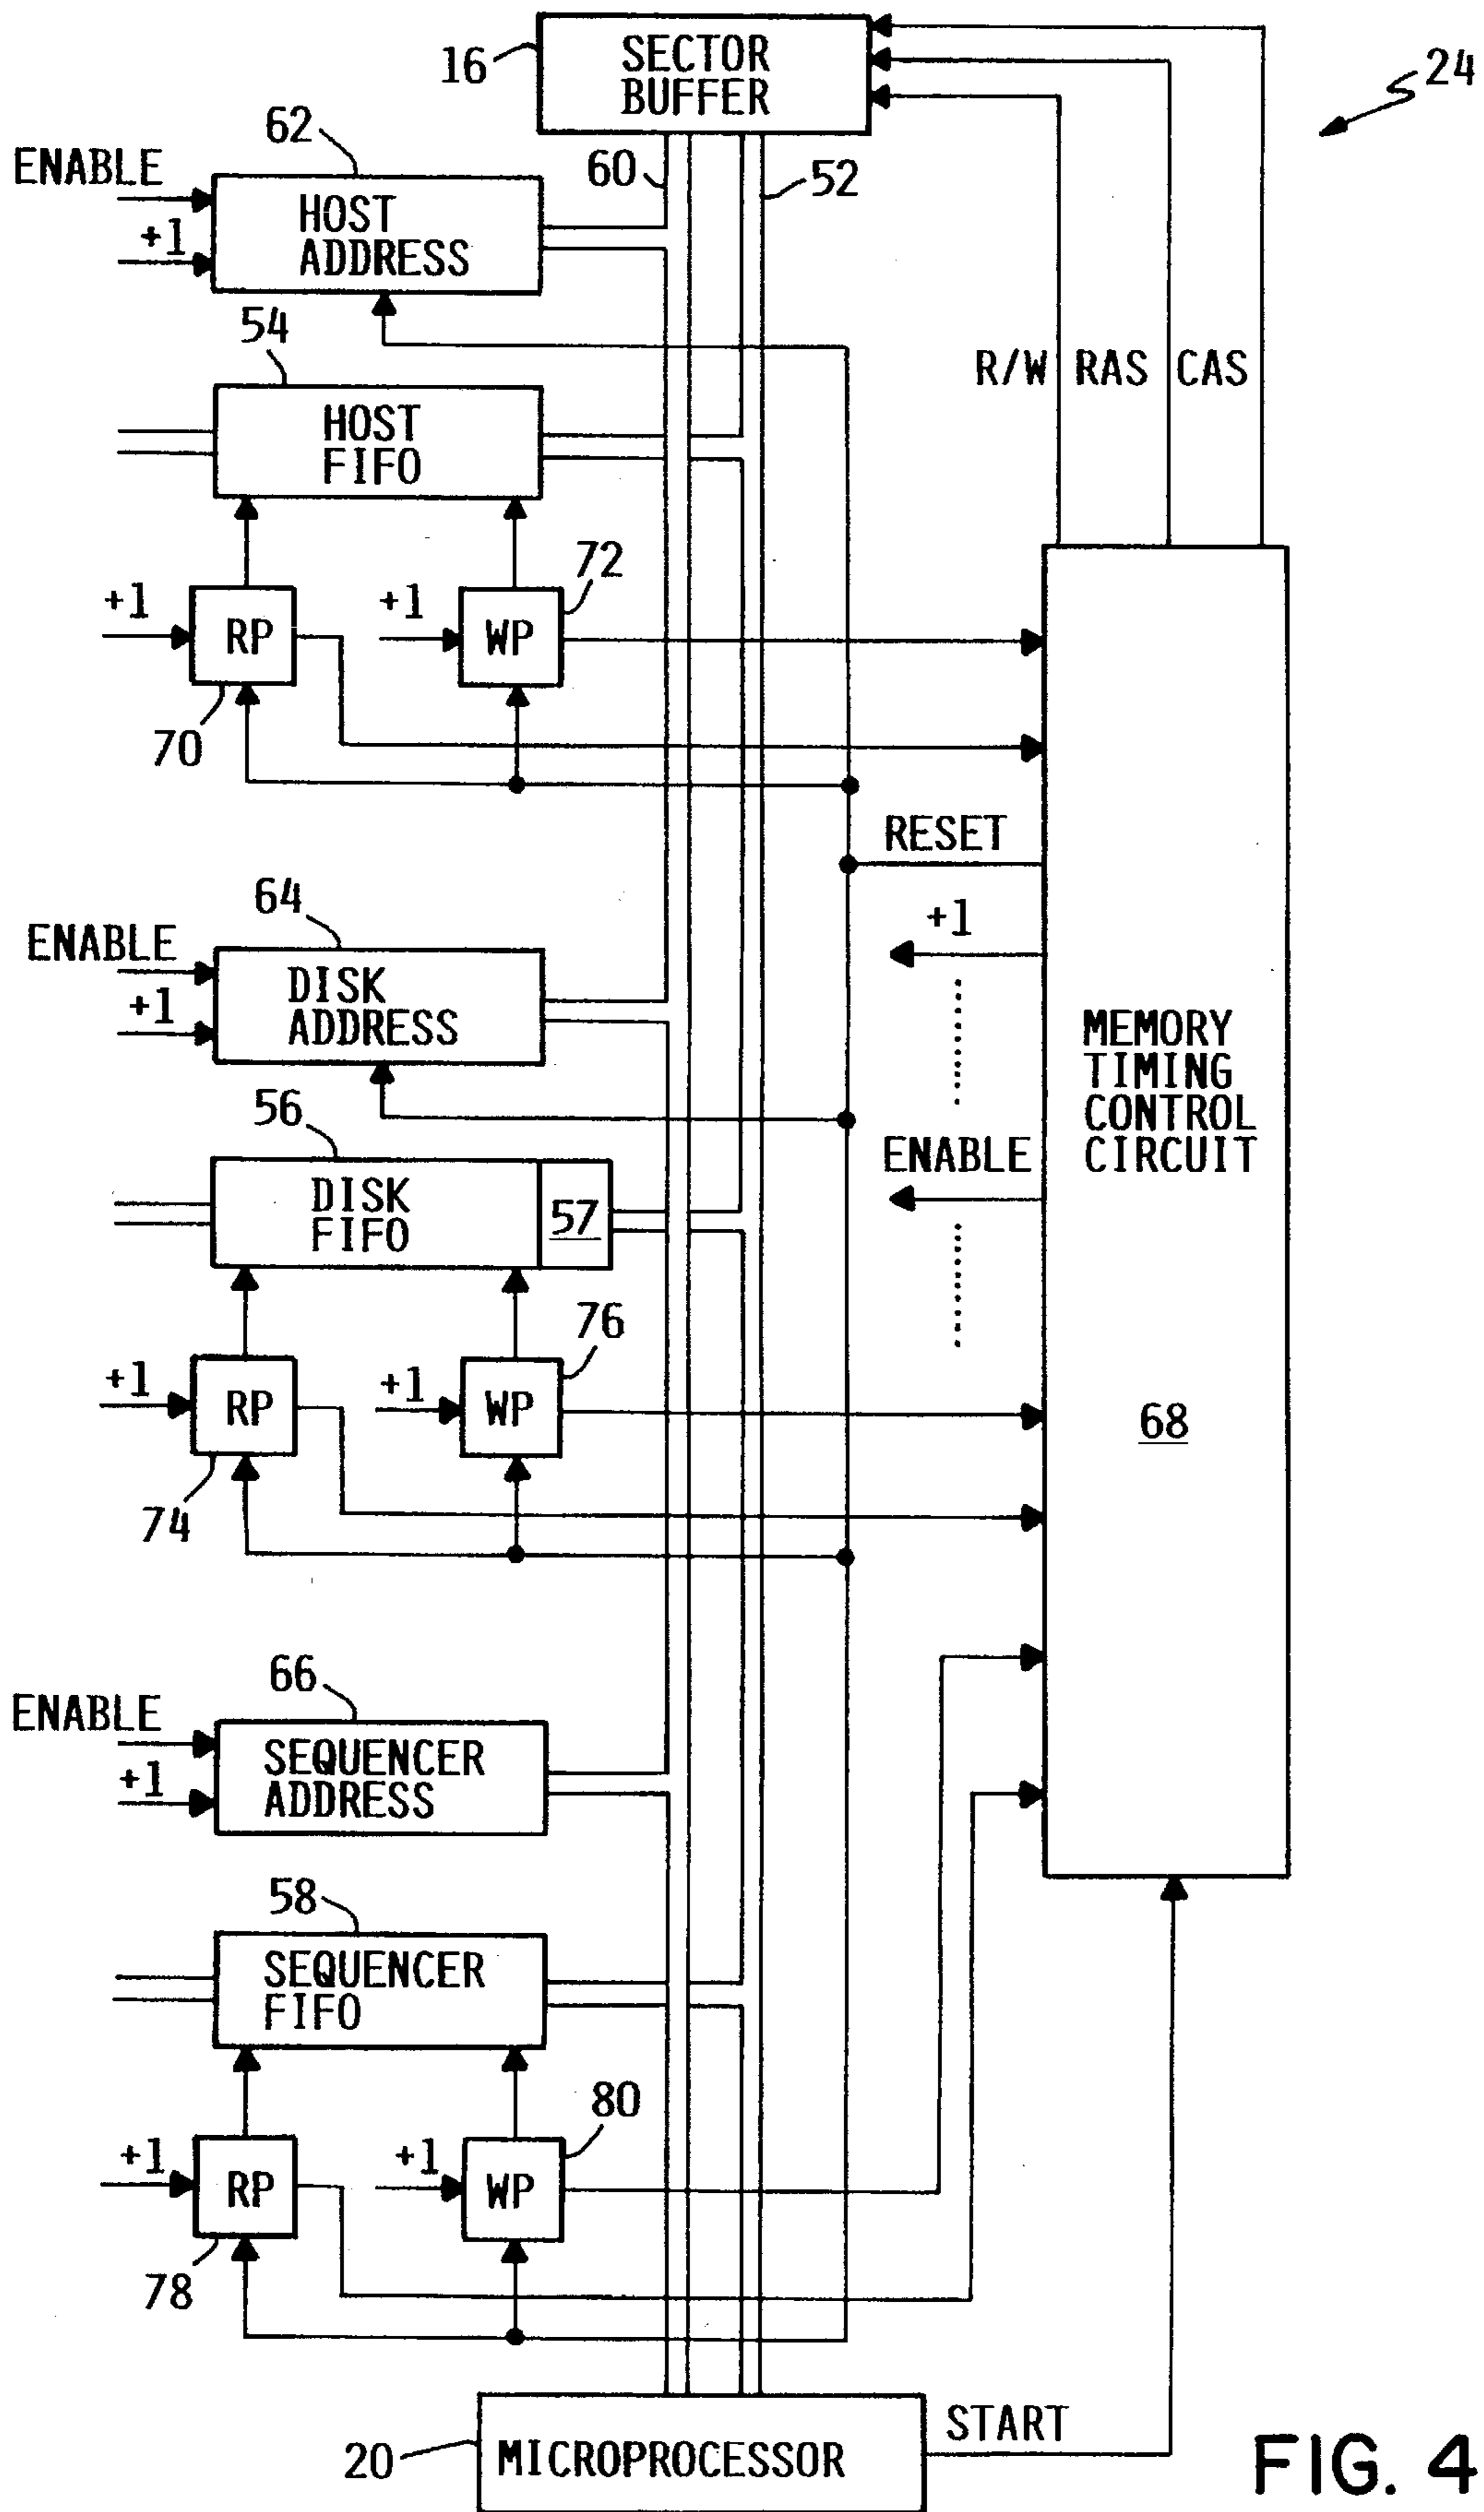 16
SECTOR
BUFFER
24
62
ENABLE
60
52
+1
HOST
ADDRESS
54
R/W
RAS
CAS
HOST
FIFO
72
+1
RP
+1
WP
70
RESET
64
+1
ENABLE
DISK
ADDRESS
+1
MEMORY
TIMING
CONTROL
CIRCUIT
56
ENABLE
DISK
FIFO
57
76
+1
RP
+1
WP
68
74
66
ENABLE
SEQUENCER
ADDRESS
+1
58
SEQUENCER
FIFO
80
+1
RP
+1
WP
78
START
20
MICROPROCESSOR
FIG. 4